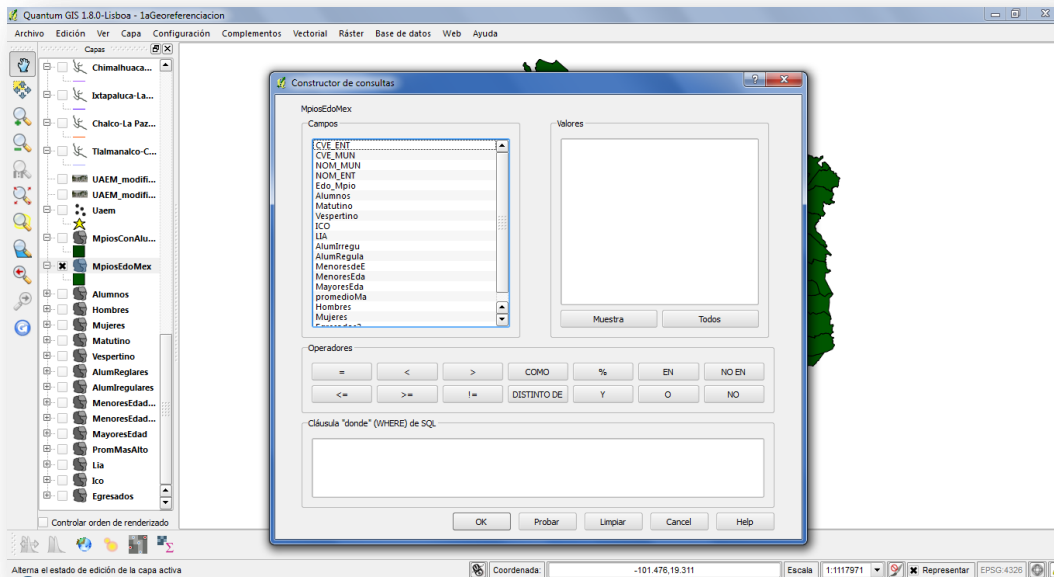 Quantum GIS 1.8.0-Lisboa - 1aGeoreferenciacion
Archivo Edición Ver Capa Configuración Complementos Vectorial Ráster Base de datos Web Ayuda
Capas
Chimalhuaca...
Ixtapaluca-La...
Chalco-La Paz...
Tlalmanalco-C...
UAEM_modifi...
UAEM_modifi...
Uaem
MpiosConAlu...
MpiosEdoMex
Alumnos
Hombres
Mujeres
Matutino
Vespertino
AlumReglares
AlumIregulares
MenoresEdad...
MenoresEdad...
MayoresEdad
PromMasAlto
Lia
Ico
Egresados
Controlar orden de renderizado
Constructor de consultas
MpiosEdoMex
Campos
CVE_ENT
CVE_MUN
NOM_MUN
NOM_ENT
Edo_Mpio
Alumnos
Matutino
Vespertino
ICO
LIA
AlumIrregu
AlumRegula
MenoresdeE
MenoresEda
MayoresEda
promedioMa
Hombres
Mujeres
Valores
Muestra Todos
Operadores
= < > COMO % EN NO EN
<= >= != DISTINTO DE Y O NO
Cláusula "donde" (WHERE) de SQL
OK Probar Limpiar Cancel Help
Alterna el estado de edición de la capa activa
Coordenada: -101.476,19.311 Escala 1:1117971 Representar EPSG:4326